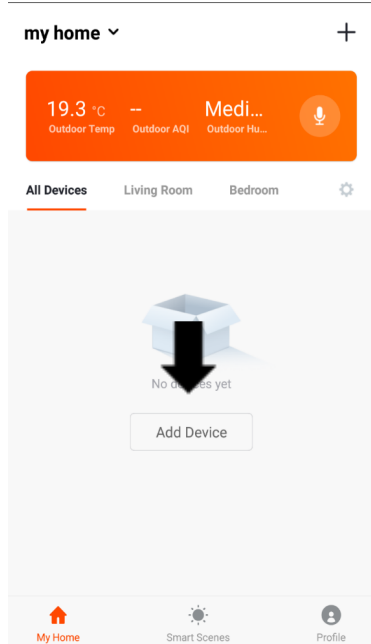 my home
19.3 °C -- Medi...
Outdoor Temp Outdoor AQI Outdoor Hu...
All Devices Living Room Bedroom
No devices yet
Add Device
My Home Smart Scenes Profile